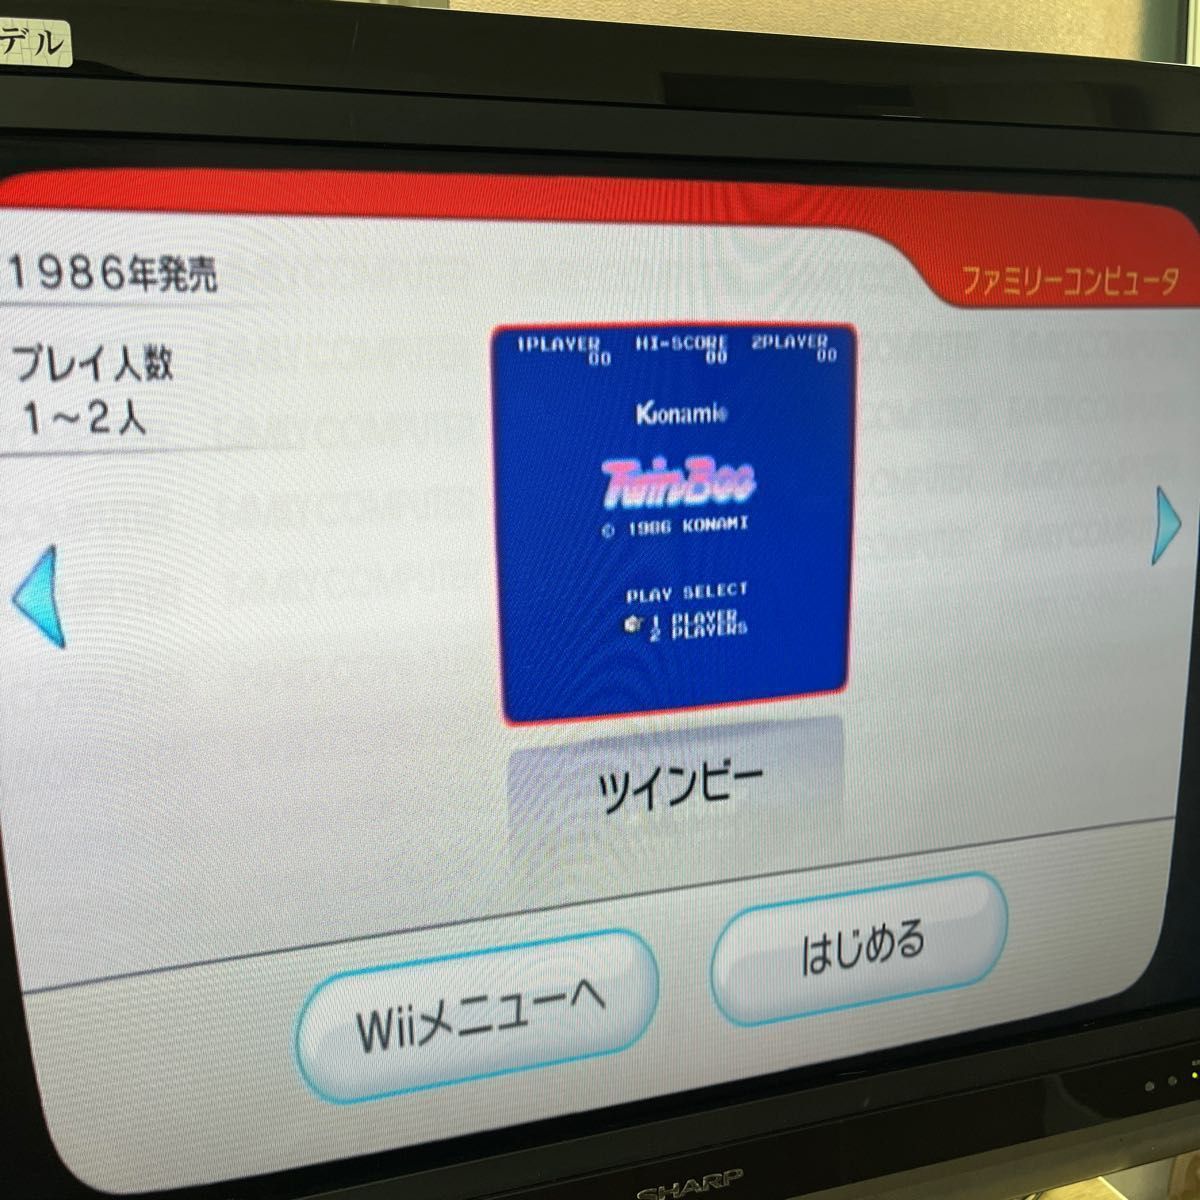 デル
1986年発売
ファミリーコンピュータ
プレイ人数
1～2人
1PLAYER HI-SCORE 2PLAYER
00 00 00
Konami
TwinBee
© 1986 KONAMI
PLAY SELECT
1 PLAYER
2 PLAYERS
ツインビー
Wiiメニューへ
はじめる
SHARP